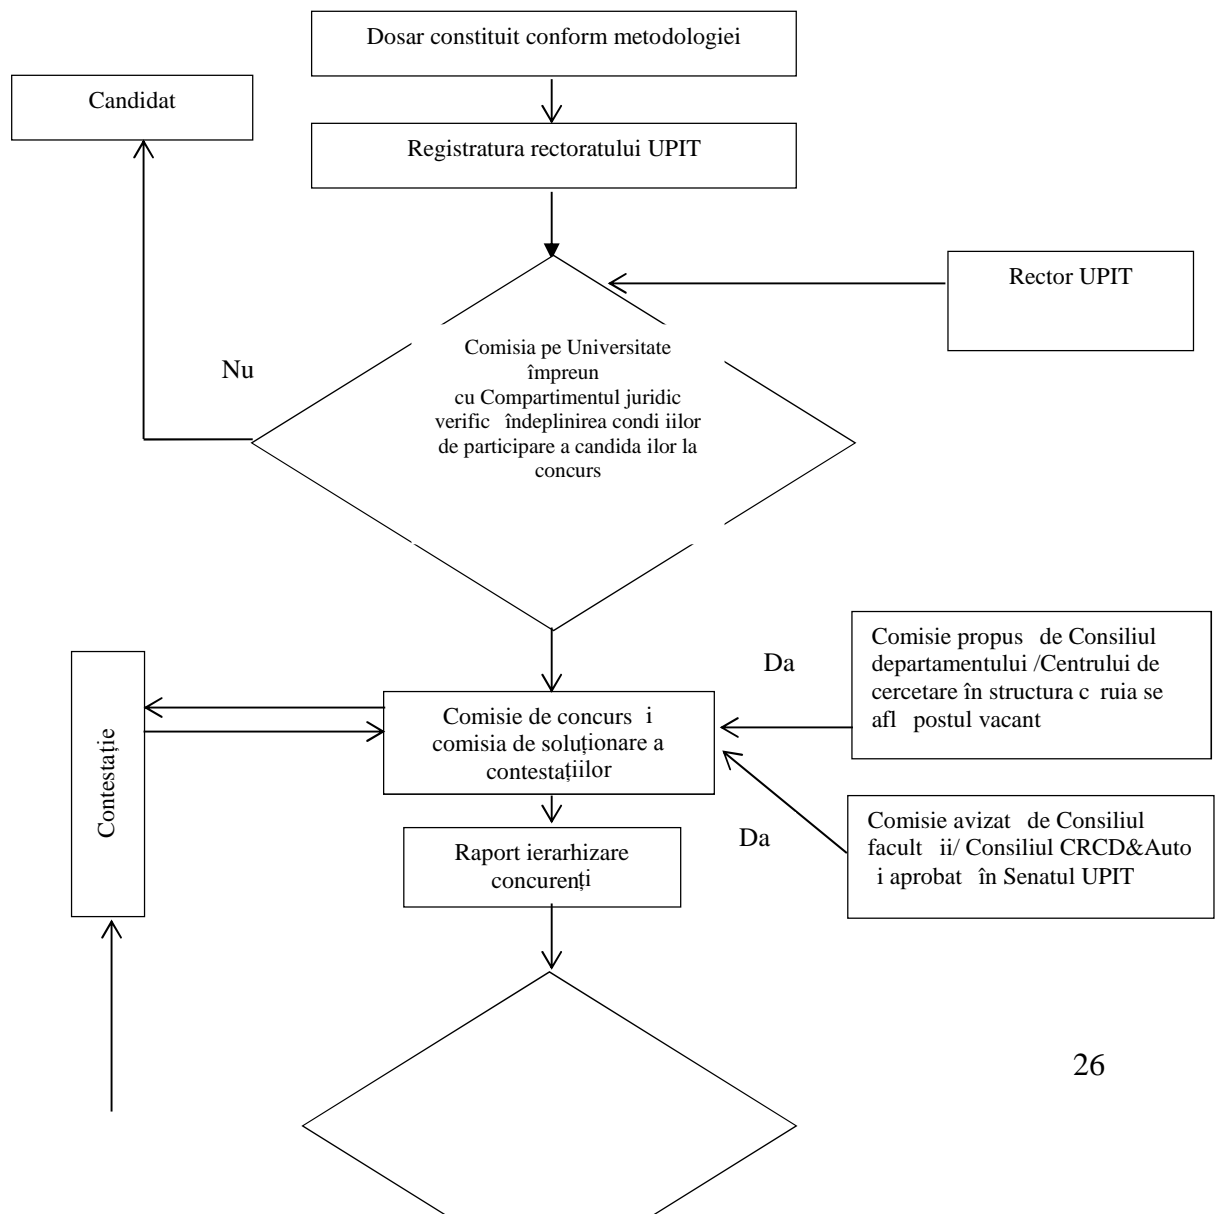 Dosar constituit conform metodologiei
Candidat
Registratura rectoratului UPIT
Rector UPIT
Nu
Comisia pe Universitate
împreun
cu Compartimentul juridic
verific îndeplinirea condi iilor
de participare a candida ilor la
concurs
Da
Comisie propus de Consiliul
departamentului /Centrului de
cercetare în structura c ruia se
afl postul vacant
Contestație
Comisie de concurs i
comisia de soluționare a
contestațiilor
Da
Comisie avizat de Consiliul
facult ii/ Consiliul CRCD&Auto
i aprobat în Senatul UPIT
Raport ierarhizare
concurenți
26